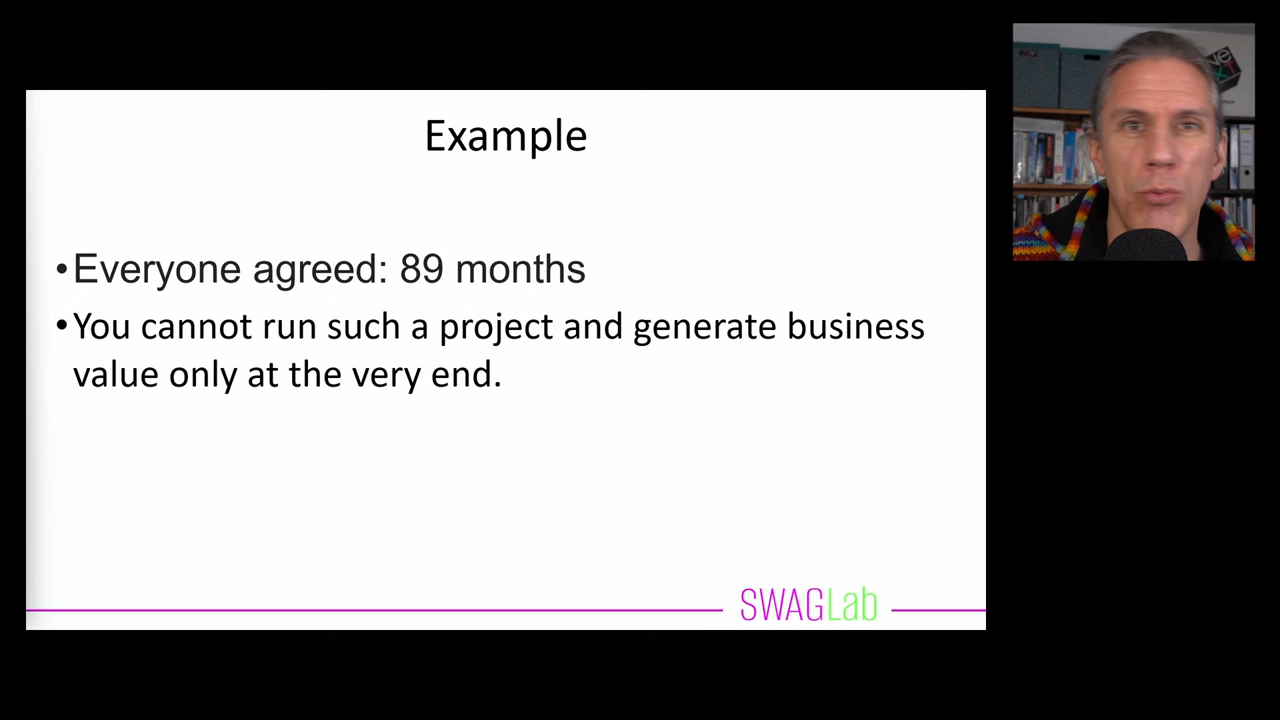 Example
•Everyone agreed: 89 months
•You cannot run such a project and generate business
value only at the very end.
SWAGLab